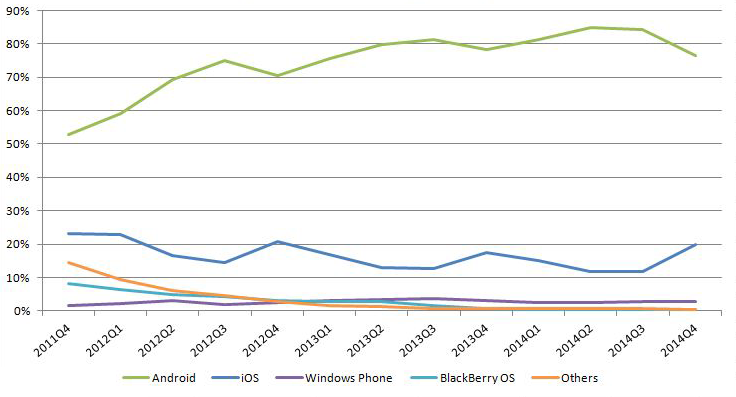 90%
80%
70%
60%
50%
40%
30%
20%
10%
0%
2011Q4
2012Q1
2012Q2
2012Q3
2012Q4
2013Q1
2013Q2
2013Q3
2013Q4
2014Q1
2014Q2
2014Q3
2014Q4
Android iOS Windows Phone BlackBerry OS Others